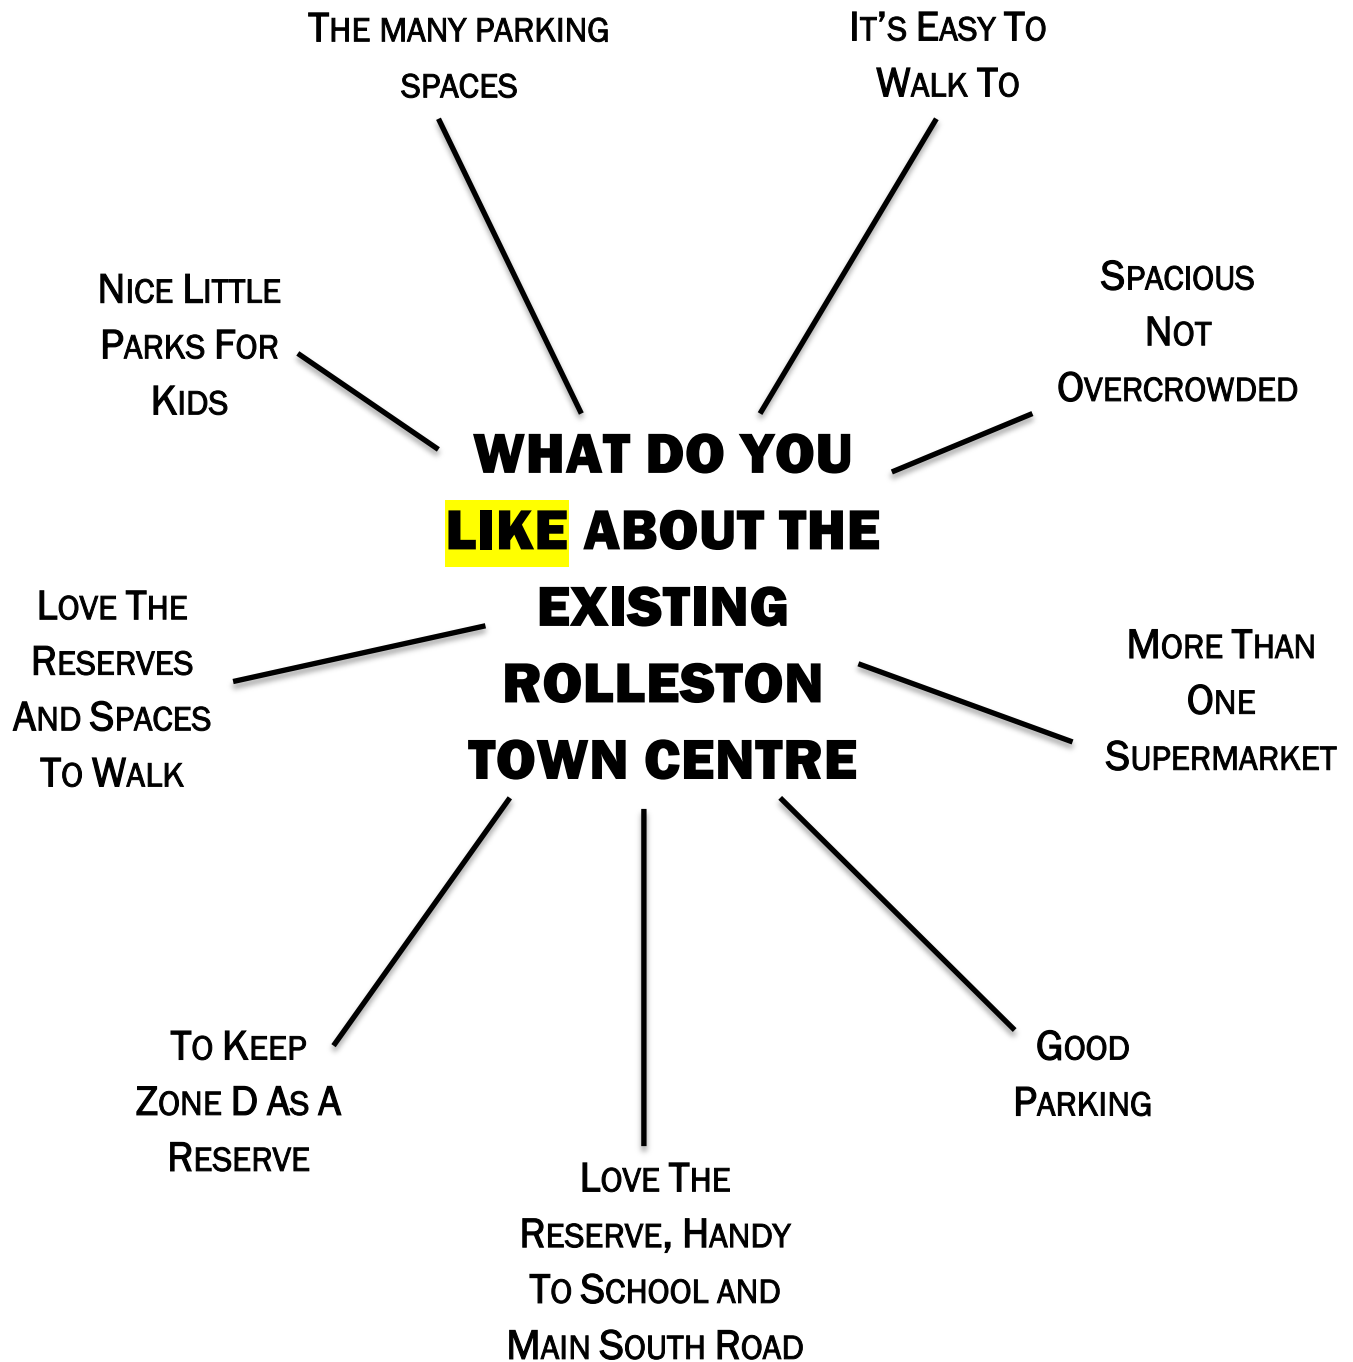 The many parking
spaces
It’s Easy To
Walk To
Nice Little
Parks For
Kids
Spacious
Not
Overcrowded
WHAT DO YOU
LIKE ABOUT THE
EXISTING
ROLLESTON
TOWN CENTRE
Love The
Reserves
And Spaces
To Walk
More Than
One
Supermarket
To Keep
Zone D As A
Reserve
Good
Parking
Love The
Reserve, Handy
To School and
Main South Road